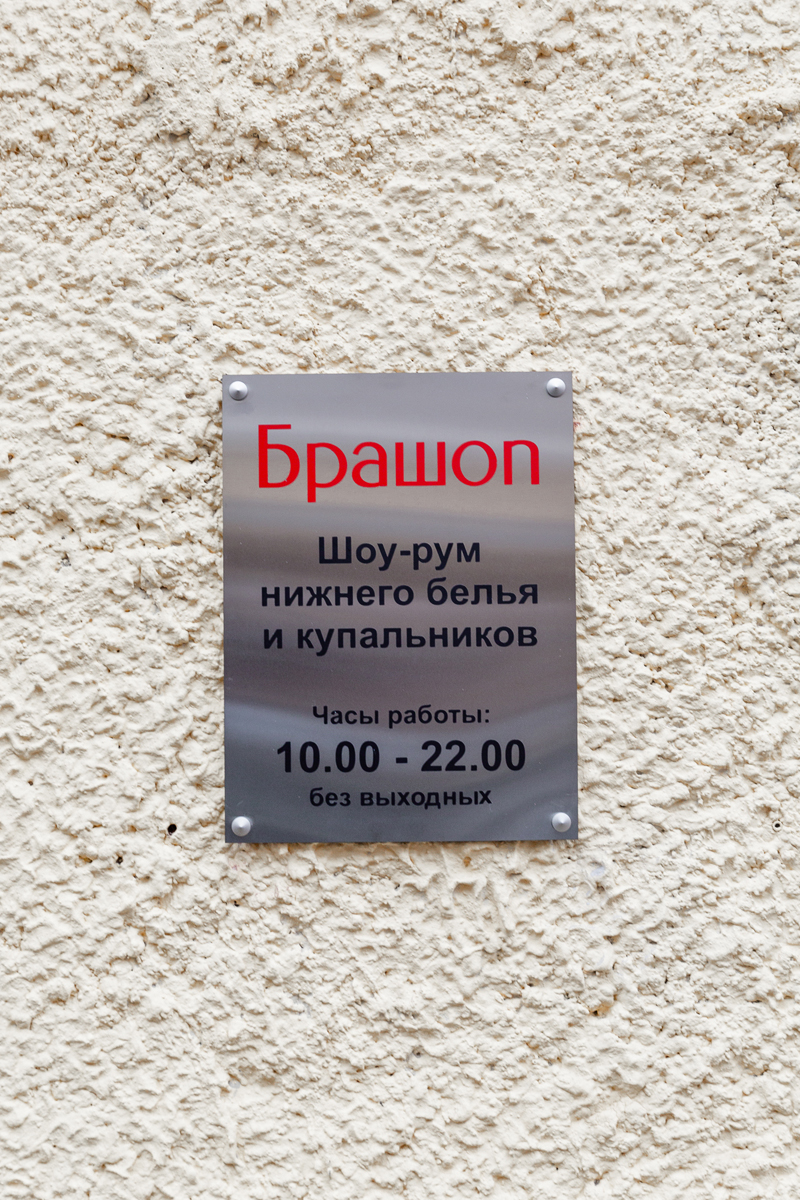 Брашоп
Шоу-рум
нижнего белья
и купальников
Часы работы:
10.00 - 22.00
без выходных